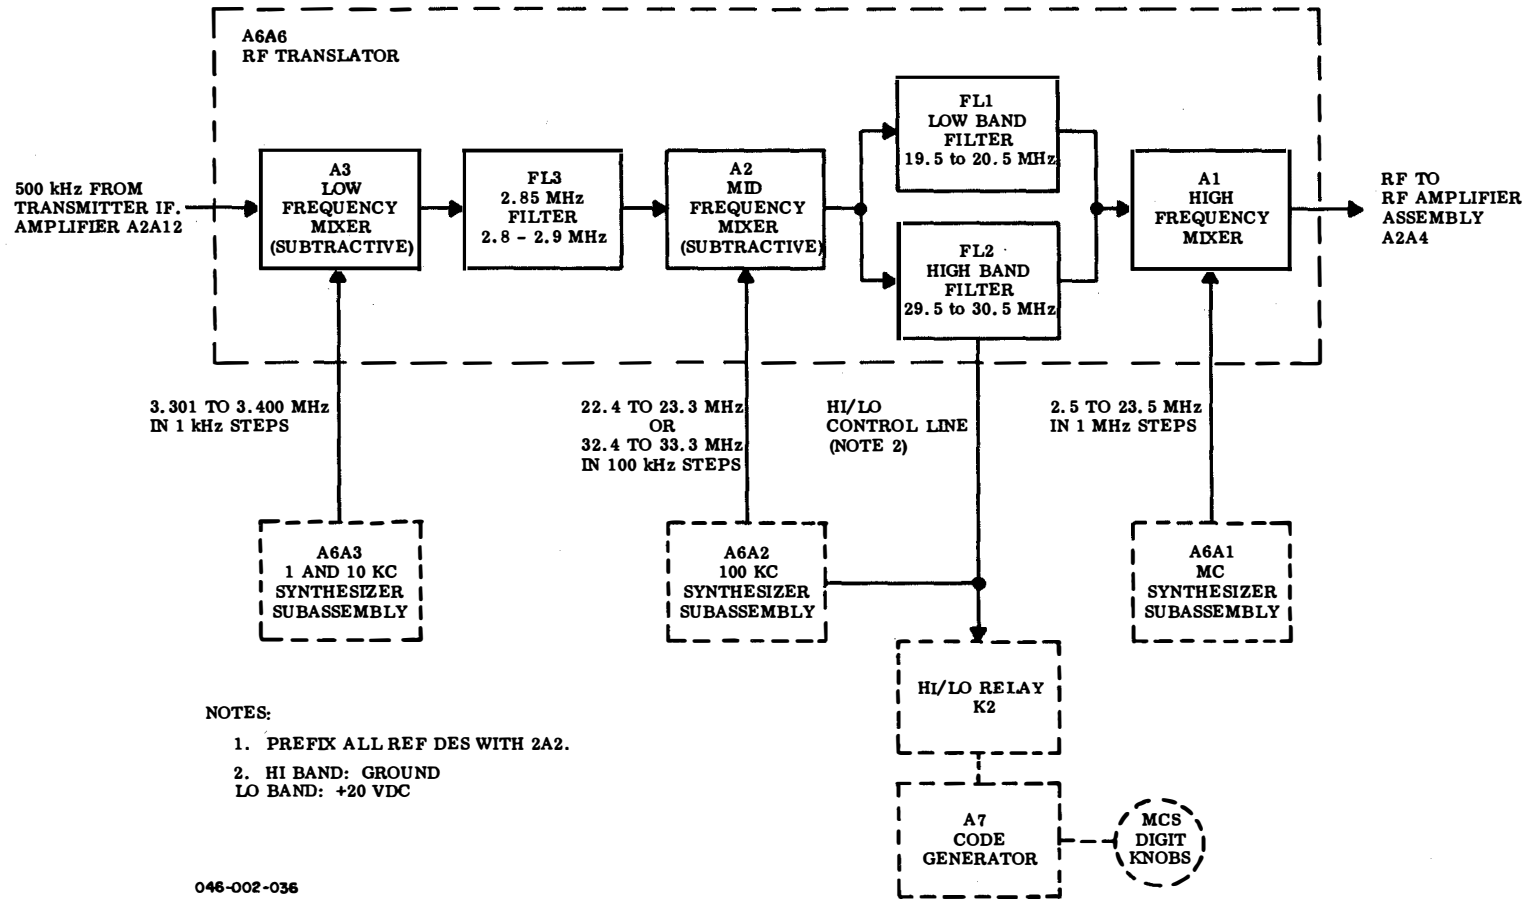 A6A6
RF TRANSLATOR
500 kHz FROM
TRANSMITTER IF.
AMPLIFIER A2A12
A3
LOW
FREQUENCY
MIXER
(SUBTRACTIVE)
FL3
2.85 MHz
FILTER
2.8 - 2.9 MHz
A2
MID
FREQUENCY
MIXER
(SUBTRACTIVE)
FL1
LOW BAND
FILTER
19.5 to 20.5 MHz
FL2
HIGH BAND
FILTER
29.5 to 30.5 MHz
A1
HIGH
FREQUENCY
MIXER
RF TO
RF AMPLIFIER
ASSEMBLY
A2A4
3.301 TO 3.400 MHz
IN 1 kHz STEPS
22.4 TO 23.3 MHz
OR
32.4 TO 33.3 MHz
IN 100 kHz STEPS
HI/LO
CONTROL LINE
(NOTE 2)
2.5 TO 23.5 MHz
IN 1 MHz STEPS
A6A3
1 AND 10 KC
SYNTHESIZER
SUBASSEMBLY
A6A2
100 KC
SYNTHESIZER
SUBASSEMBLY
A6A1
MC
SYNTHESIZER
SUBASSEMBLY
HI/LO RELAY
K2
A7
CODE
GENERATOR
MCS
DIGIT
KNOBS
NOTES:
1. PREFIX ALL REF DES WITH 2A2.
2. HI BAND: GROUND
LO BAND: +20 VDC
046-002-036